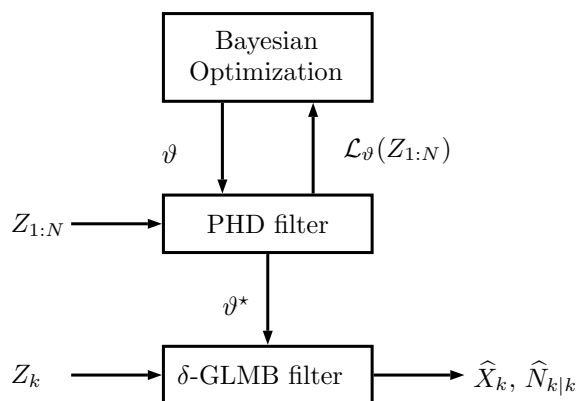 Bayesian
Optimization
ϑ
ℒ_ϑ(Z_{1:N})
Z_{1:N}
PHD filter
ϑ*
Z_k
δ-GLMB filter
X̂_k, N̂_{k|k}